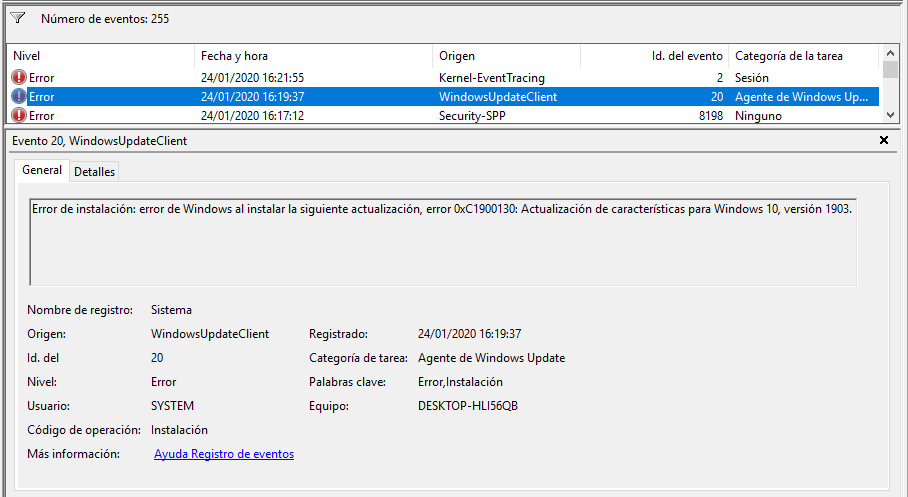 Número de eventos: 255
Nivel Fecha y hora Origen Id. del evento Categoría de la tarea
Error 24/01/2020 16:21:55 Kernel-EventTracing 2 Sesión
Error 24/01/2020 16:19:37 WindowsUpdateClient 20 Agente de Windows Up...
Error 24/01/2020 16:17:12 Security-SPP 8198 Ninguno
Evento 20, WindowsUpdateClient
General Detalles
Error de instalación: error de Windows al instalar la siguiente actualización, error 0xC1900130: Actualización de características para Windows 10, versión 1903.
Nombre de registro: Sistema
Origen: WindowsUpdateClient Registrado: 24/01/2020 16:19:37
Id. del 20 Categoría de tarea: Agente de Windows Update
Nivel: Error Palabras clave: Error,Instalación
Usuario: SYSTEM Equipo: DESKTOP-HLI56QB
Código de operación: Instalación
Más información: Ayuda Registro de eventos